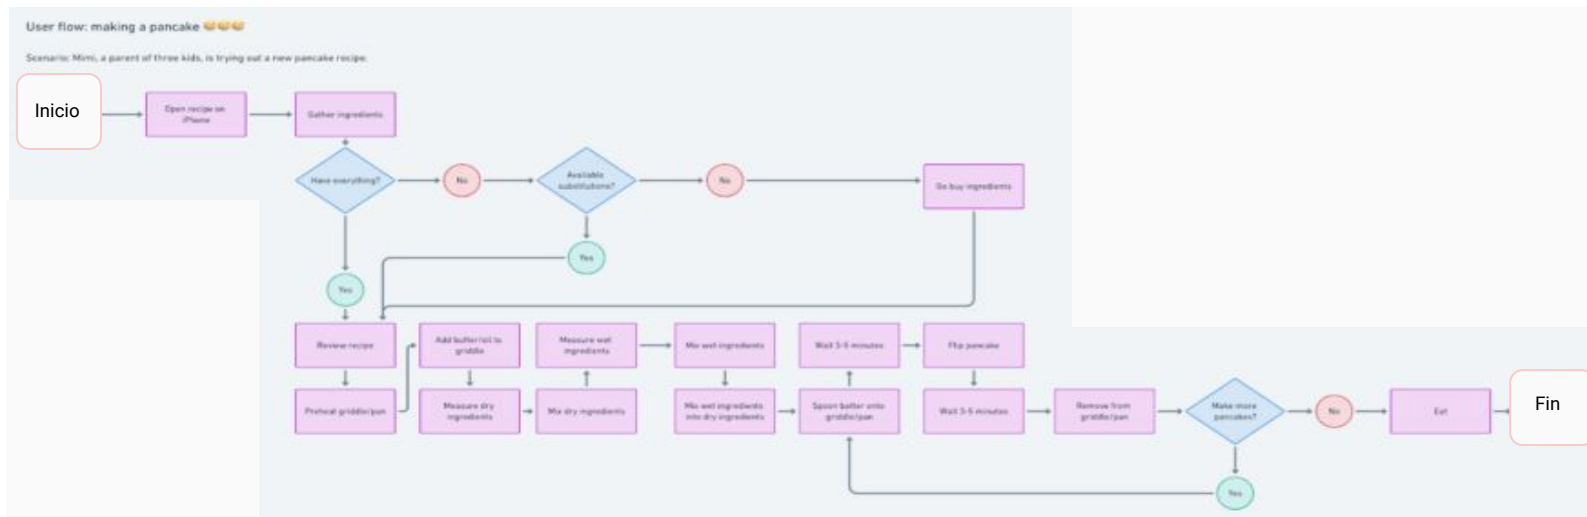 User flow: making a pancake 🥞🥞🥞
Scenario: Mimi, a parent of three kids, is trying out a new pancake recipe.
Inicio
Open recipe on
iPhone
Gather ingredients
Have everything?
No
Available
substitutions?
No
Go buy ingredients
Yes
Yes
Review recipe
Preheat griddle/pan
Add butter/oil to
griddle
Measure dry
ingredients
Mix dry ingredients
Measure wet
ingredients
Mix wet ingredients
Mix wet ingredients
into dry ingredients
Spoon batter onto
griddle/pan
Wait 3-5 minutes
Flip pancake
Wait 3-5 minutes
Remove from
griddle/pan
Make more
pancakes?
No
Eat
Fin
Yes